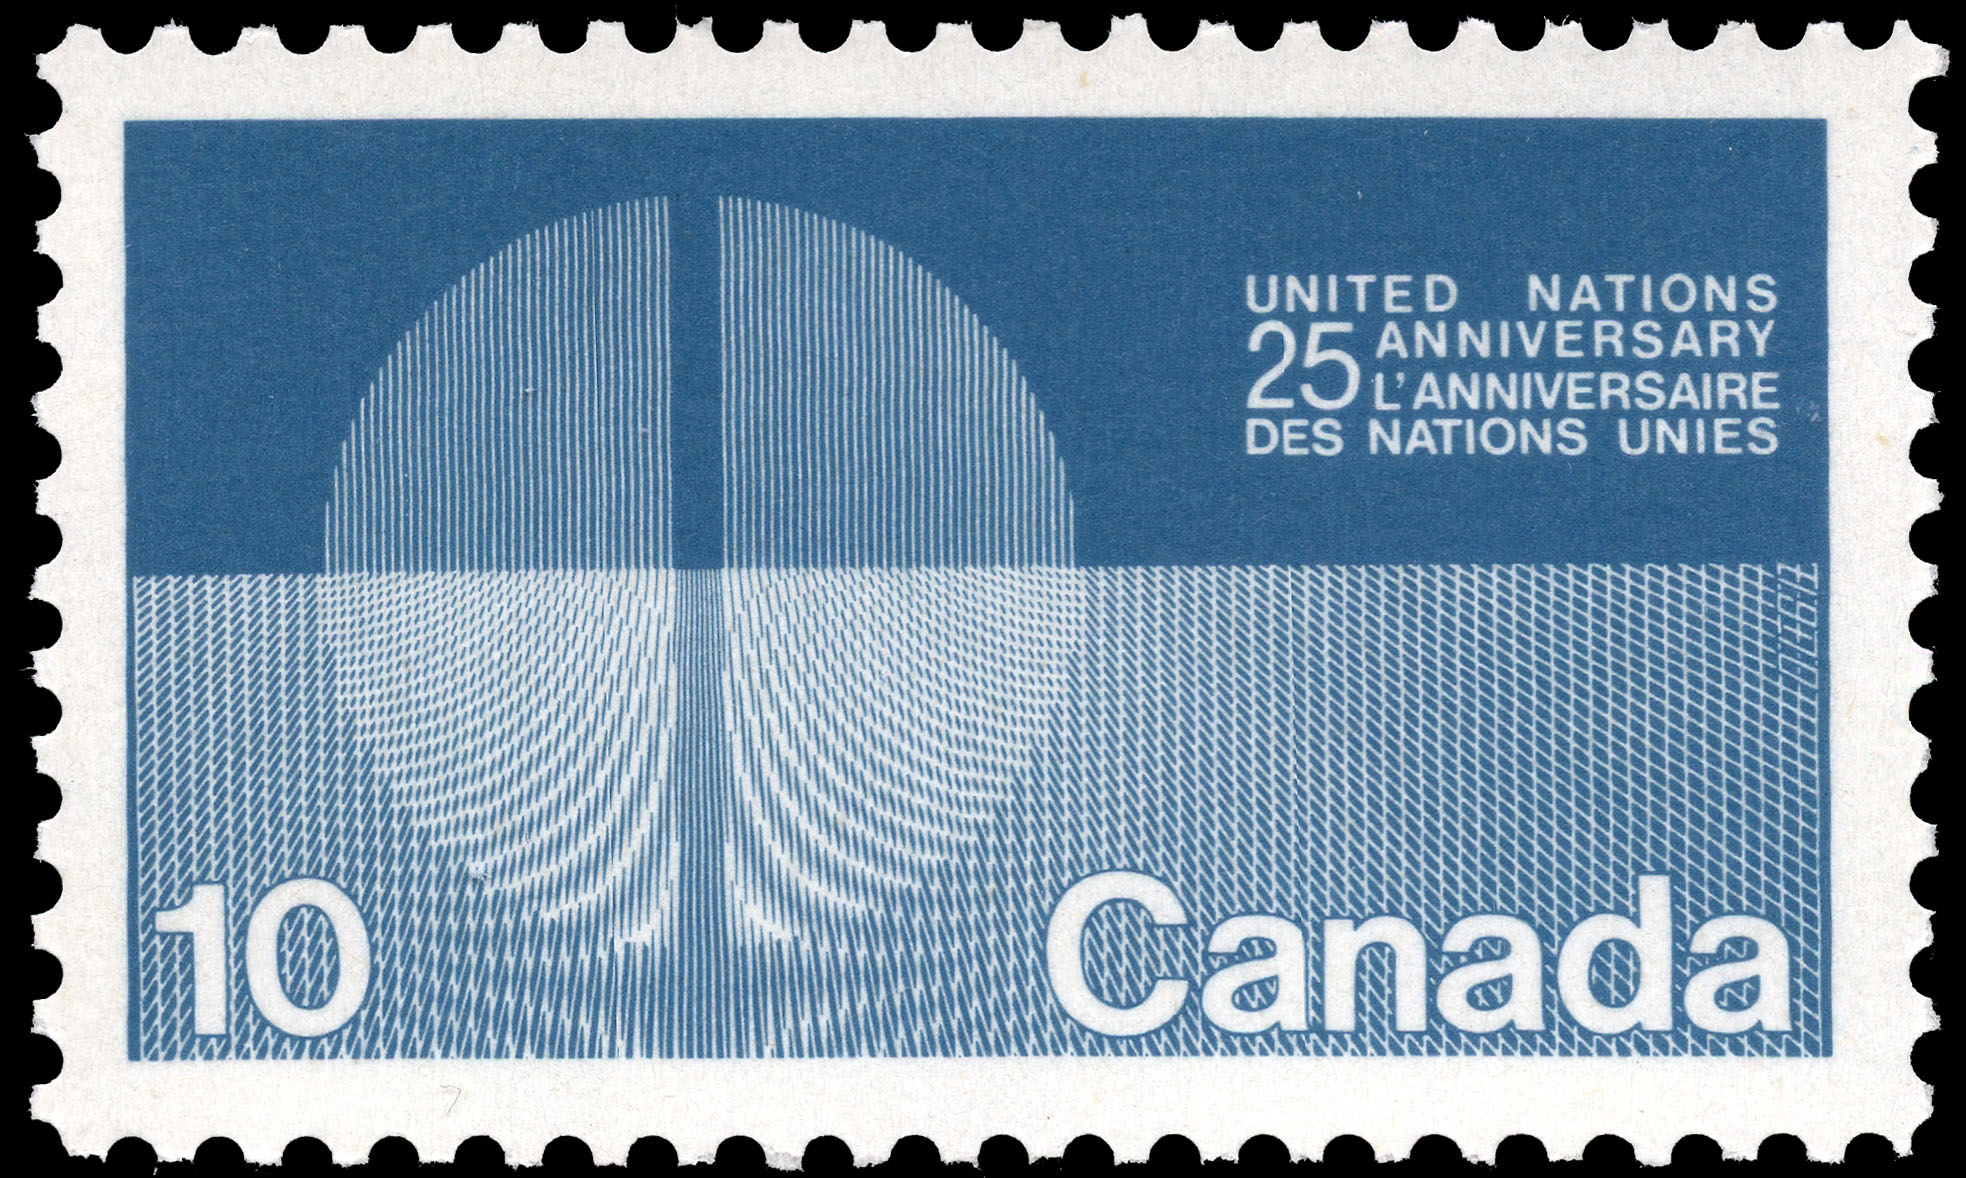 UNITED NATIONS
25 ANNIVERSARY
L'ANNIVERSAIRE
DES NATIONS UNIES
10
Canada